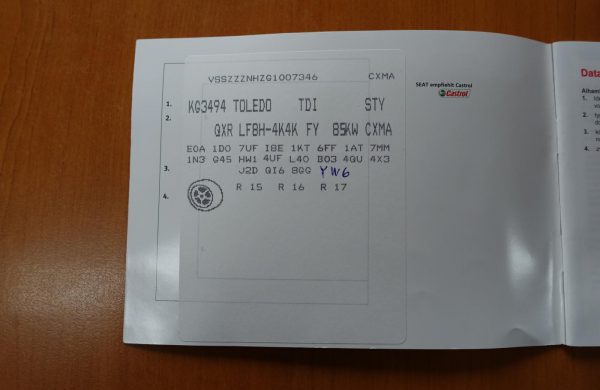 VSSZZZNHZG1007346 CXMA
1. KG3494 TOLEDO TDI STY
2.
QXR LF8H-4K4K FY 85KW CXMA
E0A 1D0 7UF I8E 1KT 6FF 1AT 7MM
1N3 G45 HW1 4UF L40 B03 4QU 4X3
3. J2D QI6 8GG YW6
4. R 15 R 16 R 17
SEAT empfiehlt Castrol
Castrol
Data
1.
2.
3.
4.